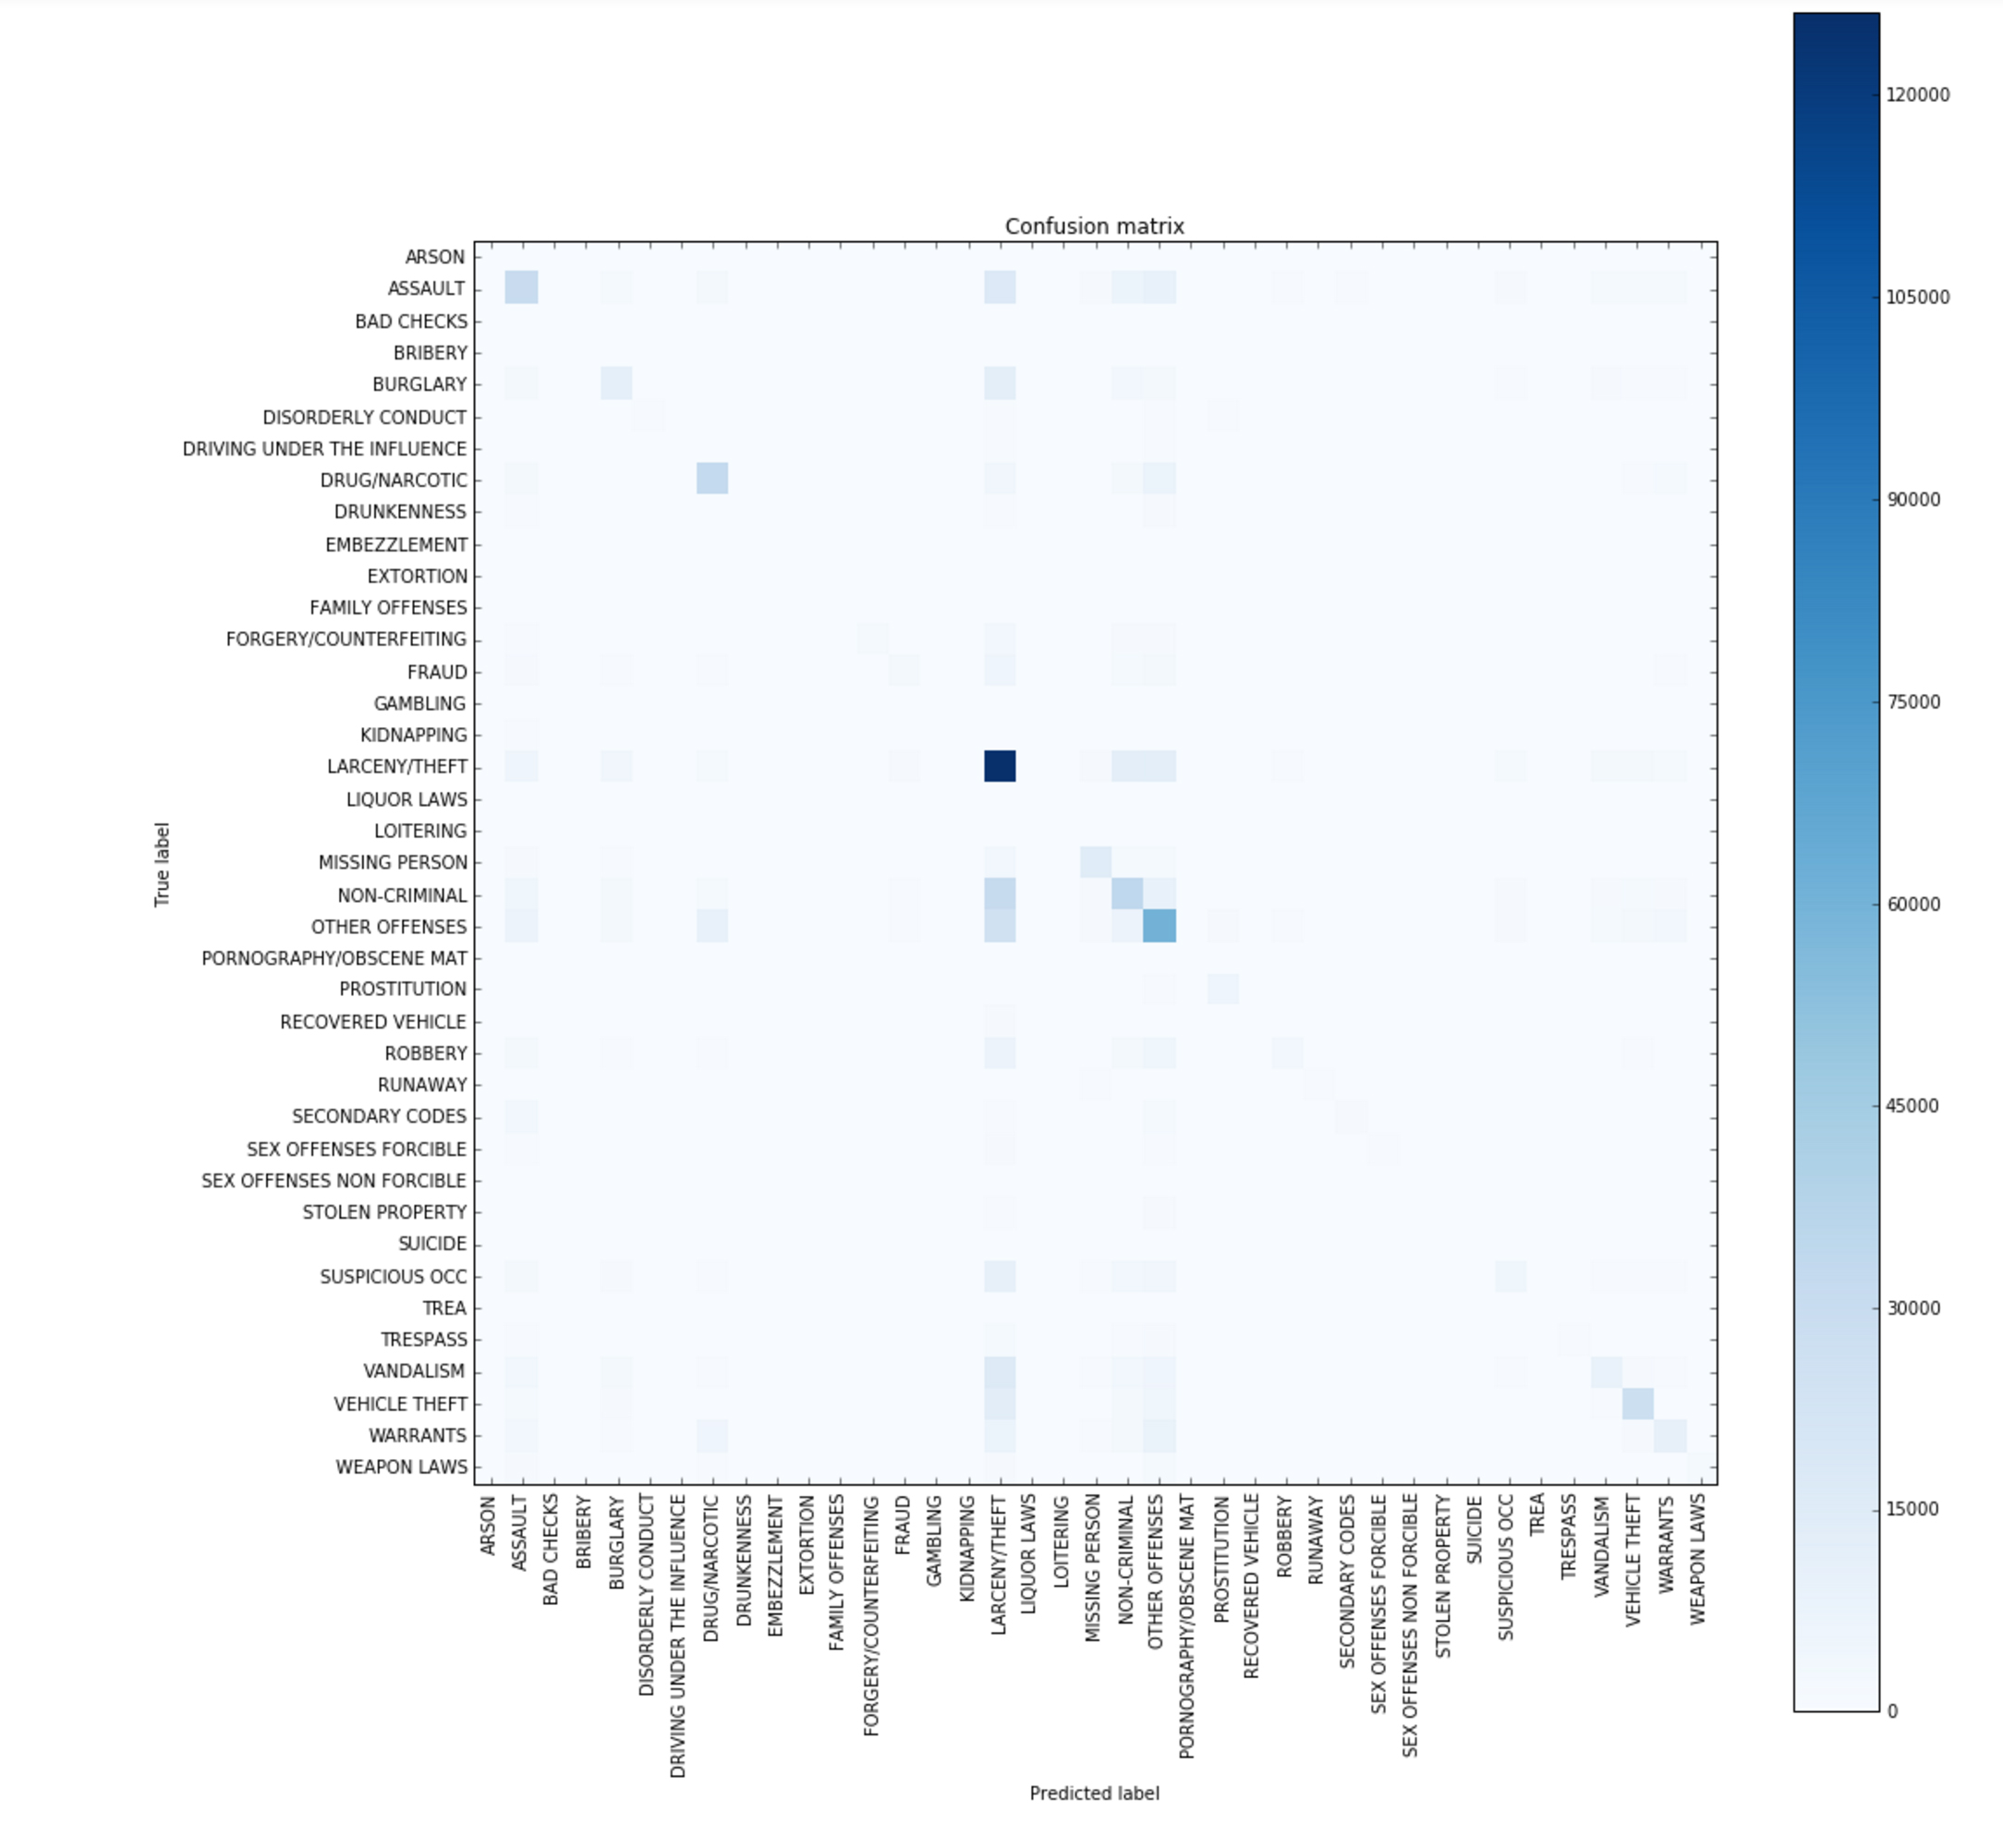 Confusion matrix
True label
ARSON
ASSAULT
BAD CHECKS
BRIBERY
BURGLARY
DISORDERLY CONDUCT
DRIVING UNDER THE INFLUENCE
DRUG/NARCOTIC
DRUNKENNESS
EMBEZZLEMENT
EXTORTION
FAMILY OFFENSES
FORGERY/COUNTERFEITING
FRAUD
GAMBLING
KIDNAPPING
LARCENY/THEFT
LIQUOR LAWS
LOITERING
MISSING PERSON
NON-CRIMINAL
OTHER OFFENSES
PORNOGRAPHY/OBSCENE MAT
PROSTITUTION
RECOVERED VEHICLE
ROBBERY
RUNAWAY
SECONDARY CODES
SEX OFFENSES FORCIBLE
SEX OFFENSES NON FORCIBLE
STOLEN PROPERTY
SUICIDE
SUSPICIOUS OCC
TREA
TRESPASS
VANDALISM
VEHICLE THEFT
WARRANTS
WEAPON LAWS
ARSON
ASSAULT
BAD CHECKS
BRIBERY
BURGLARY
DISORDERLY CONDUCT
DRIVING UNDER THE INFLUENCE
DRUG/NARCOTIC
DRUNKENNESS
EMBEZZLEMENT
EXTORTION
FAMILY OFFENSES
FORGERY/COUNTERFEITING
FRAUD
GAMBLING
KIDNAPPING
LARCENY/THEFT
LIQUOR LAWS
LOITERING
MISSING PERSON
NON-CRIMINAL
OTHER OFFENSES
PORNOGRAPHY/OBSCENE MAT
PROSTITUTION
RECOVERED VEHICLE
ROBBERY
RUNAWAY
SECONDARY CODES
SEX OFFENSES FORCIBLE
SEX OFFENSES NON FORCIBLE
STOLEN PROPERTY
SUICIDE
SUSPICIOUS OCC
TREA
TRESPASS
VANDALISM
VEHICLE THEFT
WARRANTS
WEAPON LAWS
Predicted label
120000
105000
90000
75000
60000
45000
30000
15000
0